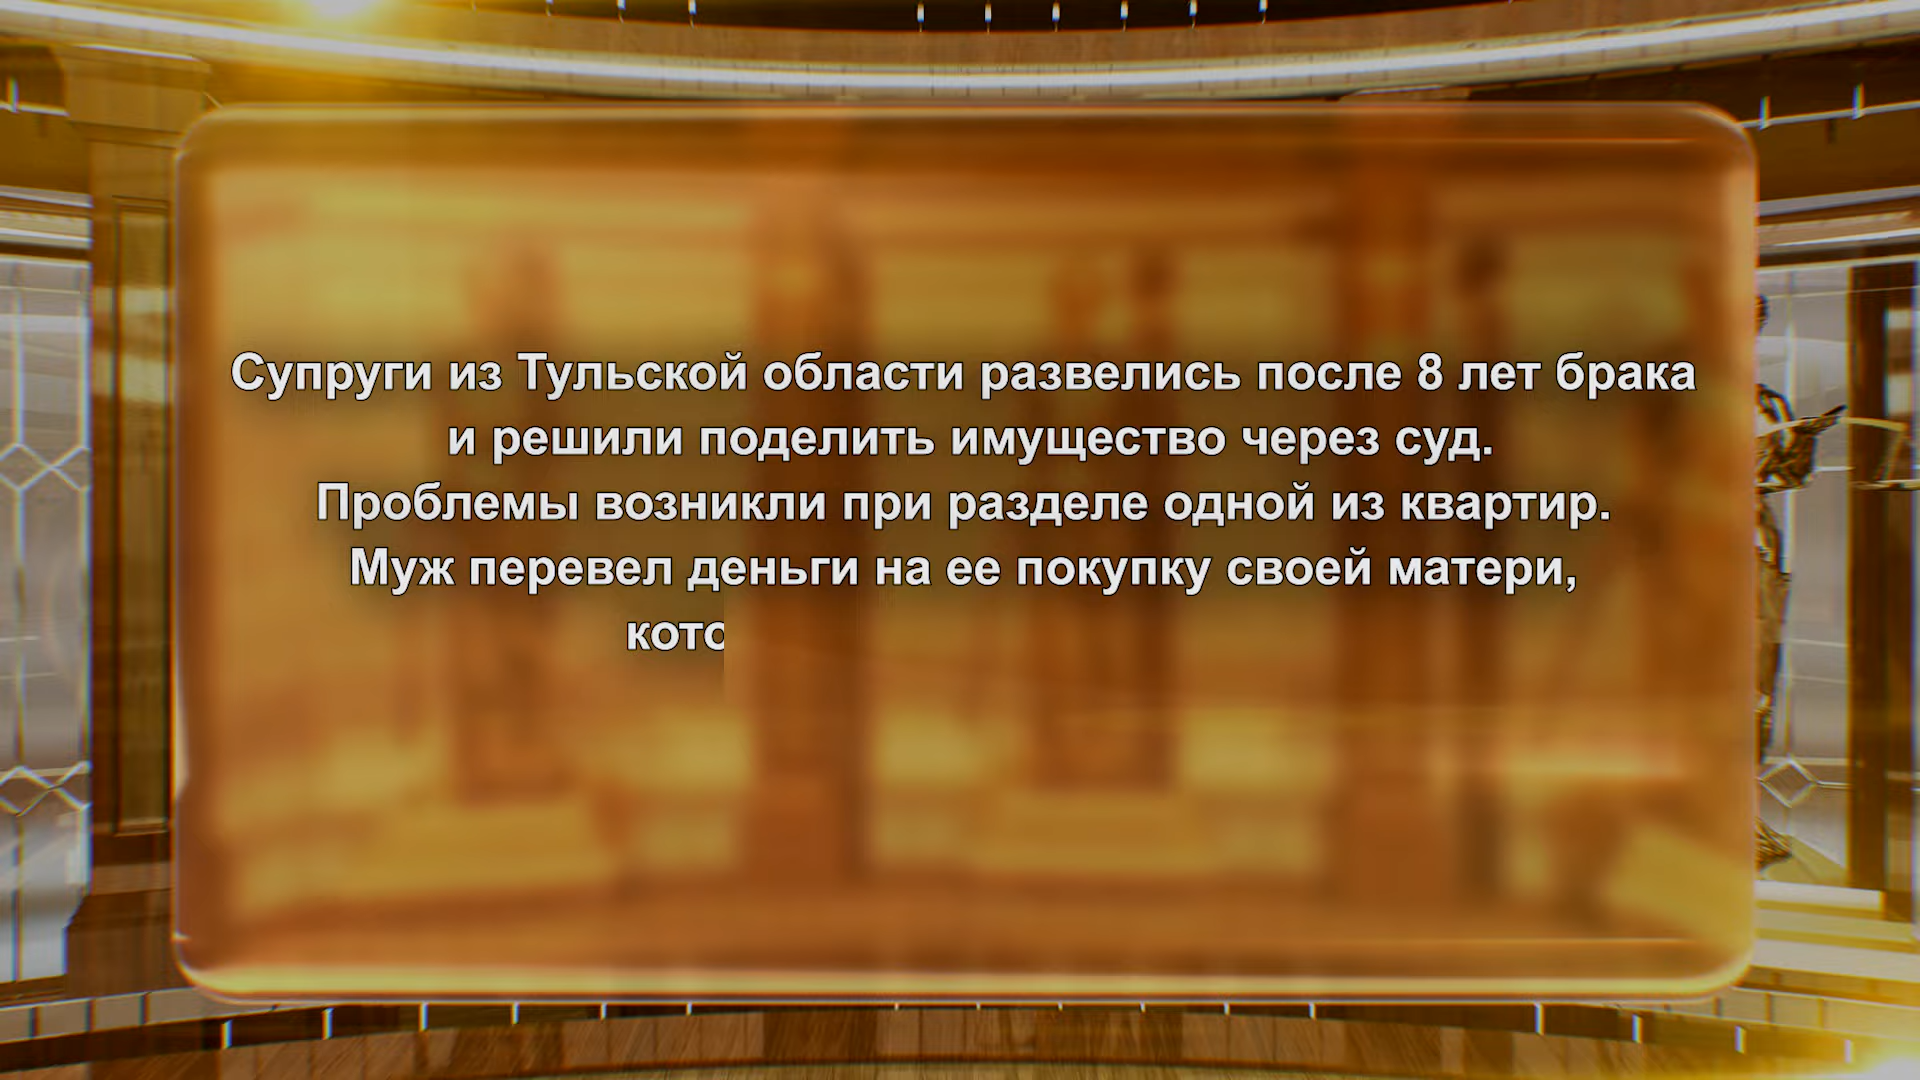 Супруги из Тульской области развелись после 8 лет брака
и решили поделить имущество через суд.
Проблемы возникли при разделе одной из квартир.
Муж перевел деньги на ее покупку своей матери,